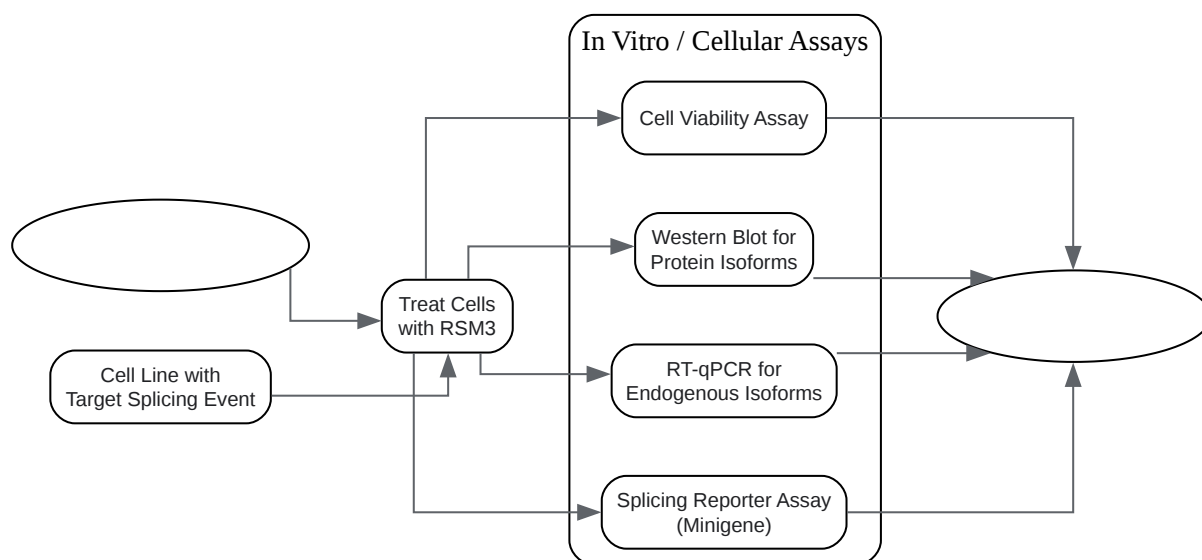 In Vitro / Cellular Assays
Cell Viability Assay
Western Blot for
Protein Isoforms
Treat Cells
with RSM3
Cell Line with
Target Splicing Event
RT-qPCR for
Endogenous Isoforms
Splicing Reporter Assay
(Minigene)